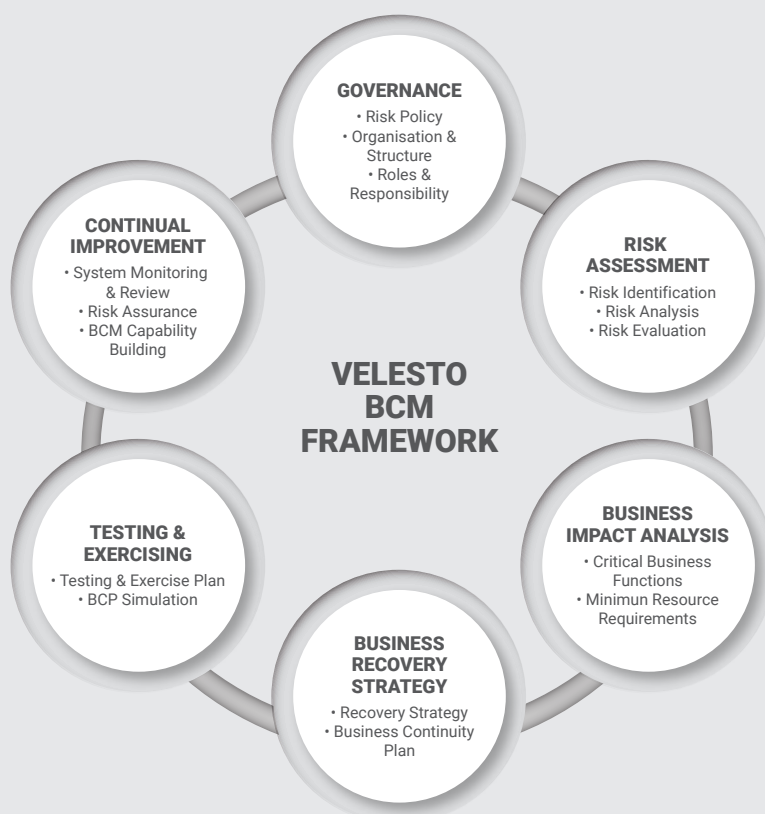 GOVERNANCE
• Risk Policy
• Organisation &
Structure
• Roles &
Responsibility
CONTINUAL
IMPROVEMENT
• System Monitoring
& Review
• Risk Assurance
• BCM Capability
Building
RISK
ASSESSMENT
• Risk Identification
• Risk Analysis
• Risk Evaluation
VELESTO
BCM
FRAMEWORK
TESTING &
EXERCISING
• Testing & Exercise Plan
• BCP Simulation
BUSINESS
IMPACT ANALYSIS
• Critical Business
Functions
• Minimun Resource
Requirements
BUSINESS
RECOVERY
STRATEGY
• Recovery Strategy
• Business Continuity
Plan